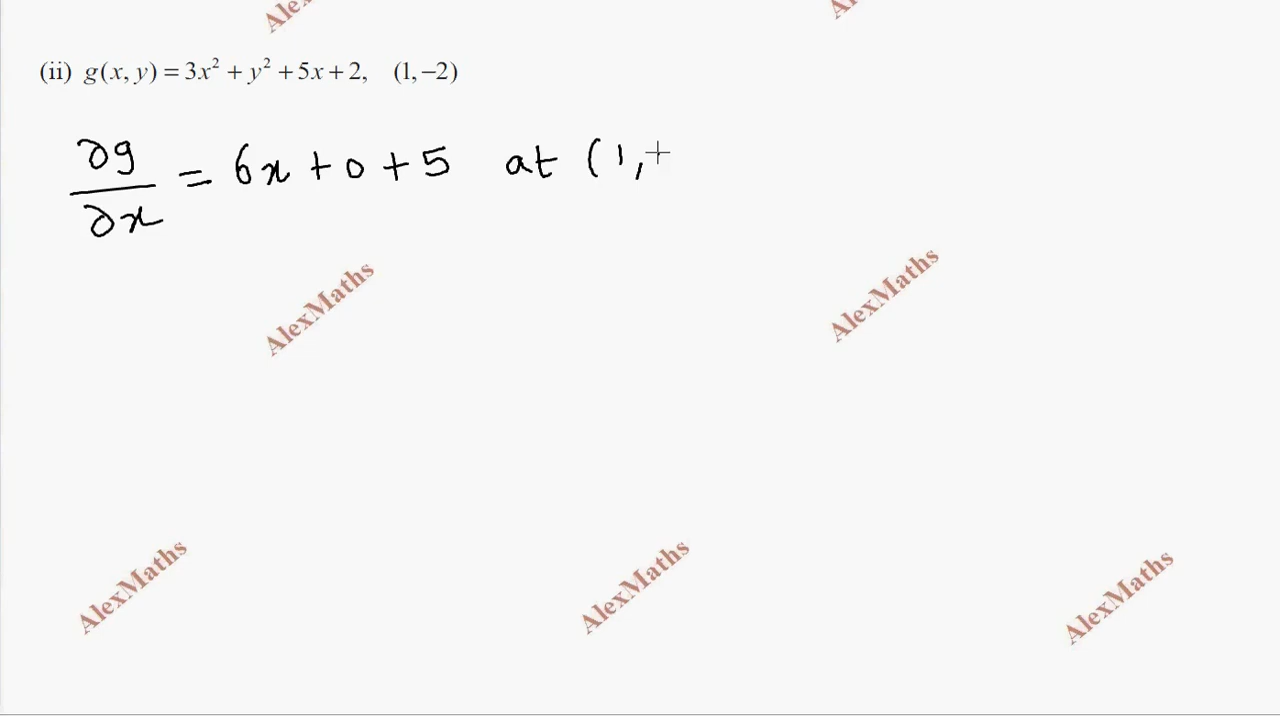 (ii) g(x, y) = 3x² + y² + 5x + 2, (1, −2)
∂g/∂x = 6x + 0 + 5 at (1,
AlexMaths
AlexMaths
AlexMaths
AlexMaths
AlexMaths